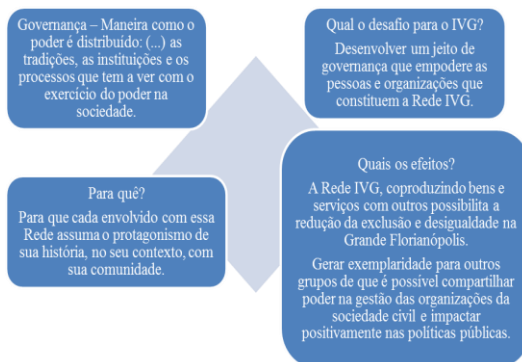 Governança – Maneira como o
poder é distribuído: (...) as
tradições, as instituições e os
processos que tem a ver com o
exercício do poder na
sociedade.
Qual o desafio para o IVG?
Desenvolver um jeito de
governança que empodere as
pessoas e organizações que
constituem a Rede IVG.
Para quê?
Para que cada envolvido com essa
Rede assuma o protagonismo de
sua história, no seu contexto, com
sua comunidade.
Quais os efeitos?
A Rede IVG, coproduzindo bens e
serviços com outros possibilita a
redução da exclusão e desigualdade na
Grande Florianópolis.
Gerar exemplaridade para outros
grupos de que é possível compartilhar
poder na gestão das organizações da
sociedade civil e impactar
positivamente nas políticas públicas.